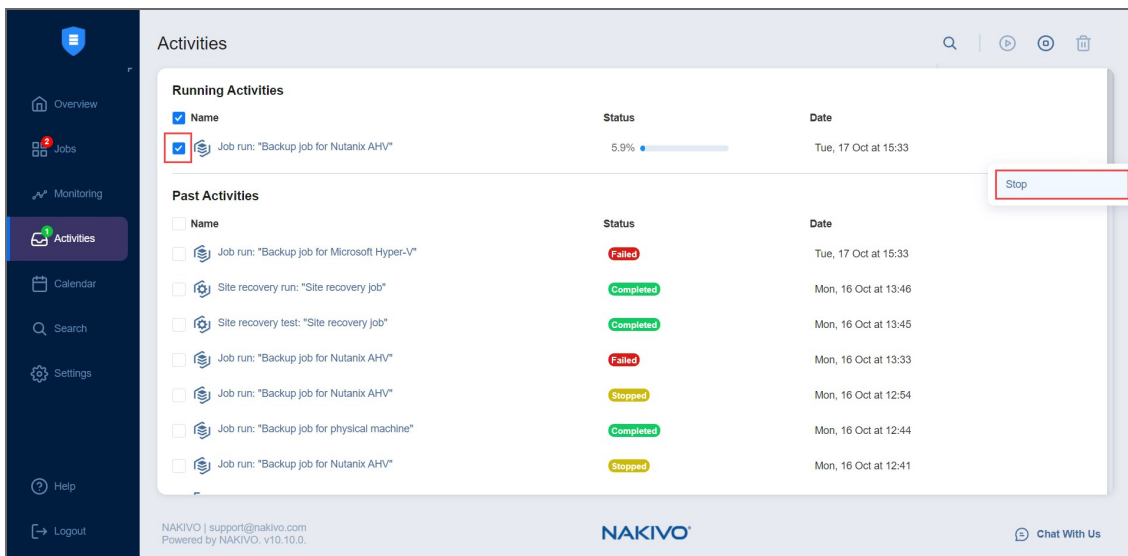 Activities
Overview
2
Jobs
Monitoring
1
Activities
Calendar
Search
Settings
Help
Logout
Running Activities
Name Status Date
Job run: "Backup job for Nutanix AHV" 5.9% Tue, 17 Oct at 15:33
Stop
Past Activities
Name Status Date
Job run: "Backup job for Microsoft Hyper-V" Failed Tue, 17 Oct at 15:33
Site recovery run: "Site recovery job" Completed Mon, 16 Oct at 13:46
Site recovery test: "Site recovery job" Completed Mon, 16 Oct at 13:45
Job run: "Backup job for Nutanix AHV" Failed Mon, 16 Oct at 13:33
Job run: "Backup job for Nutanix AHV" Stopped Mon, 16 Oct at 12:54
Job run: "Backup job for physical machine" Completed Mon, 16 Oct at 12:44
Job run: "Backup job for Nutanix AHV" Stopped Mon, 16 Oct at 12:41
NAKIVO | support@nakivo.com
Powered by NAKIVO. v10.10.0.
NAKIVO®
Chat With Us